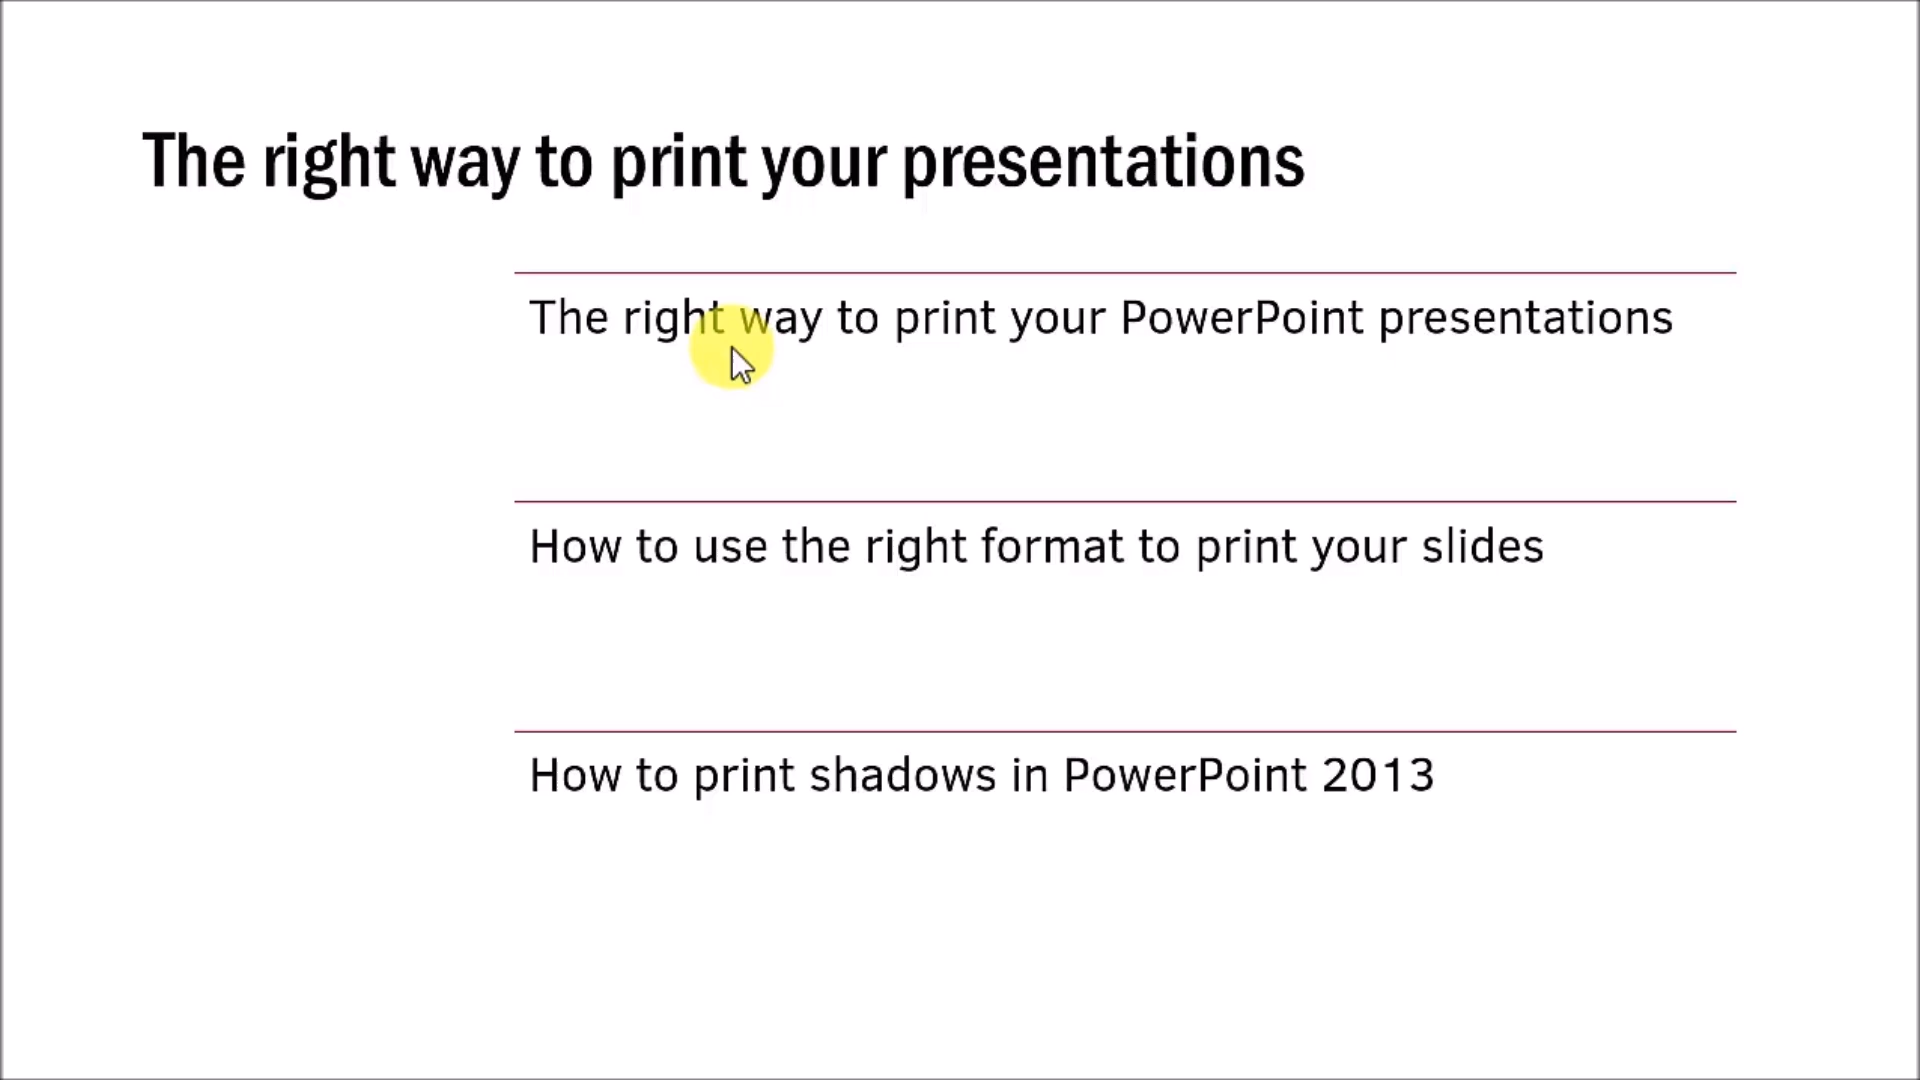 The right way to print your presentations
The right way to print your PowerPoint presentations
How to use the right format to print your slides
How to print shadows in PowerPoint 2013